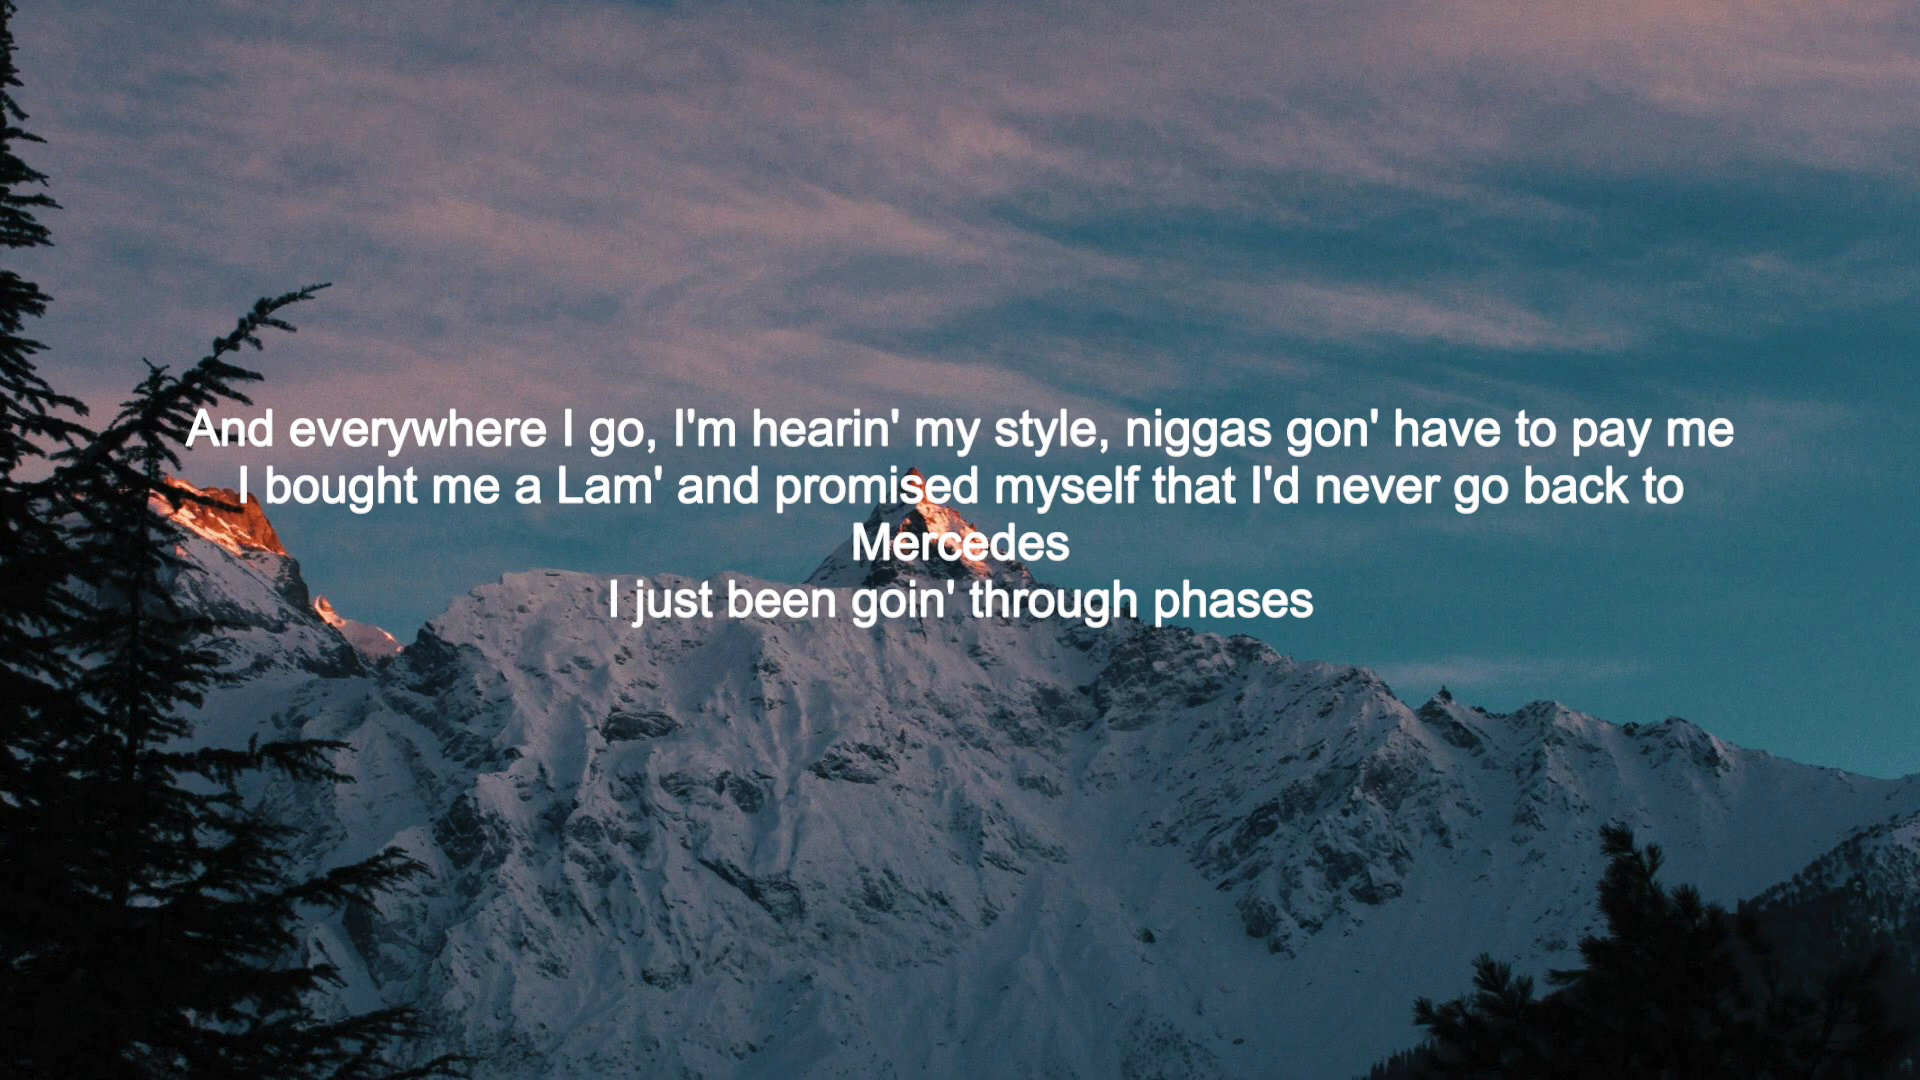 And everywhere I go, I'm hearin' my style, niggas gon' have to pay me
I bought me a Lam' and promised myself that I'd never go back to
Mercedes
I just been goin' through phases